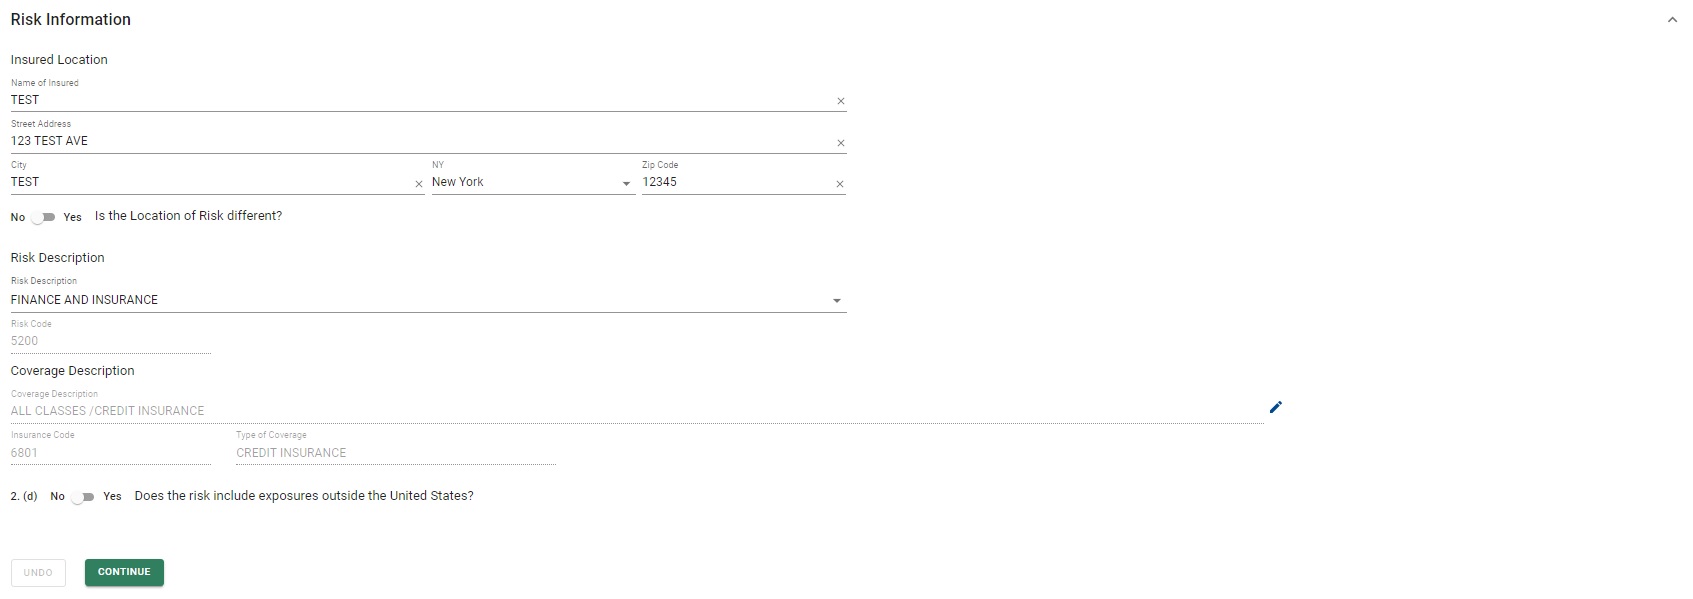 Risk Information
Insured Location
Name of Insured
TEST
Street Address
123 TEST AVE
City NY Zip Code
TEST New York 12345
No Yes Is the Location of Risk different?
Risk Description
Risk Description
FINANCE AND INSURANCE
Risk Code
5200
Coverage Description
Coverage Description
ALL CLASSES /CREDIT INSURANCE
Insurance Code Type of Coverage
6801 CREDIT INSURANCE
2. (d) No Yes Does the risk include exposures outside the United States?
UNDO CONTINUE